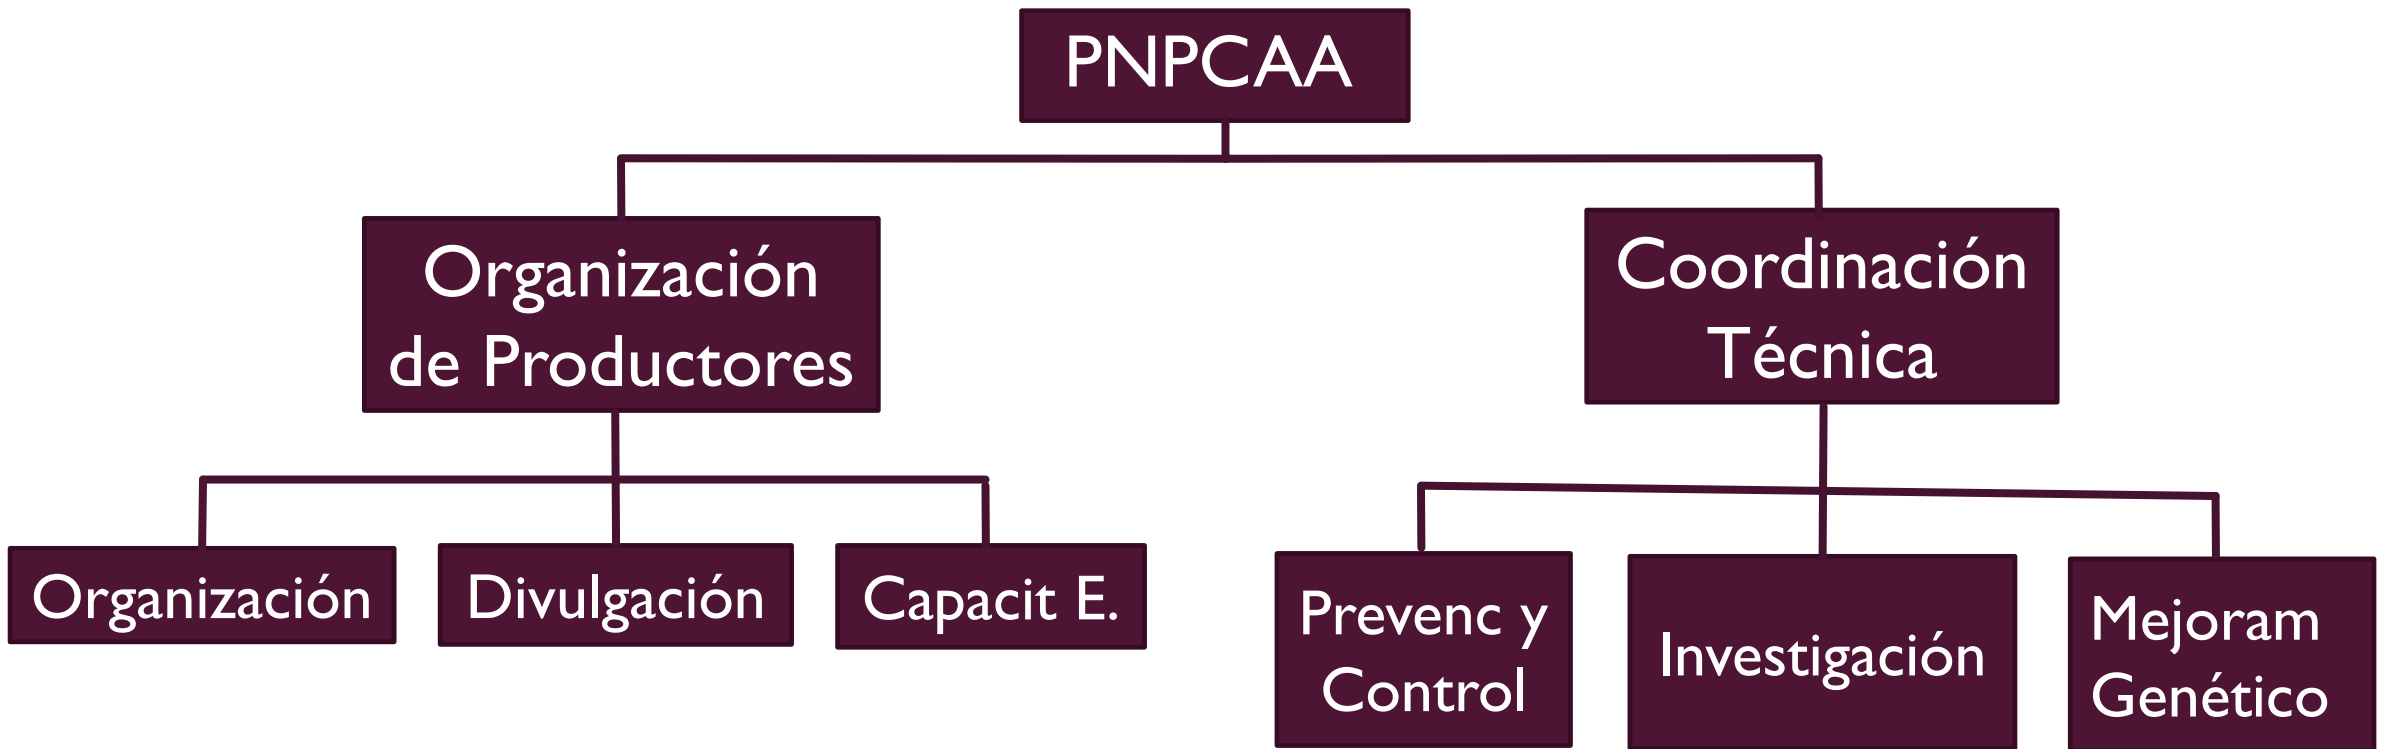 PNPCAA
Organización
de Productores
Coordinación
Técnica
Organización
Divulgación
Capacit E.
Prevenc y
Control
Investigación
Mejoram
Genético